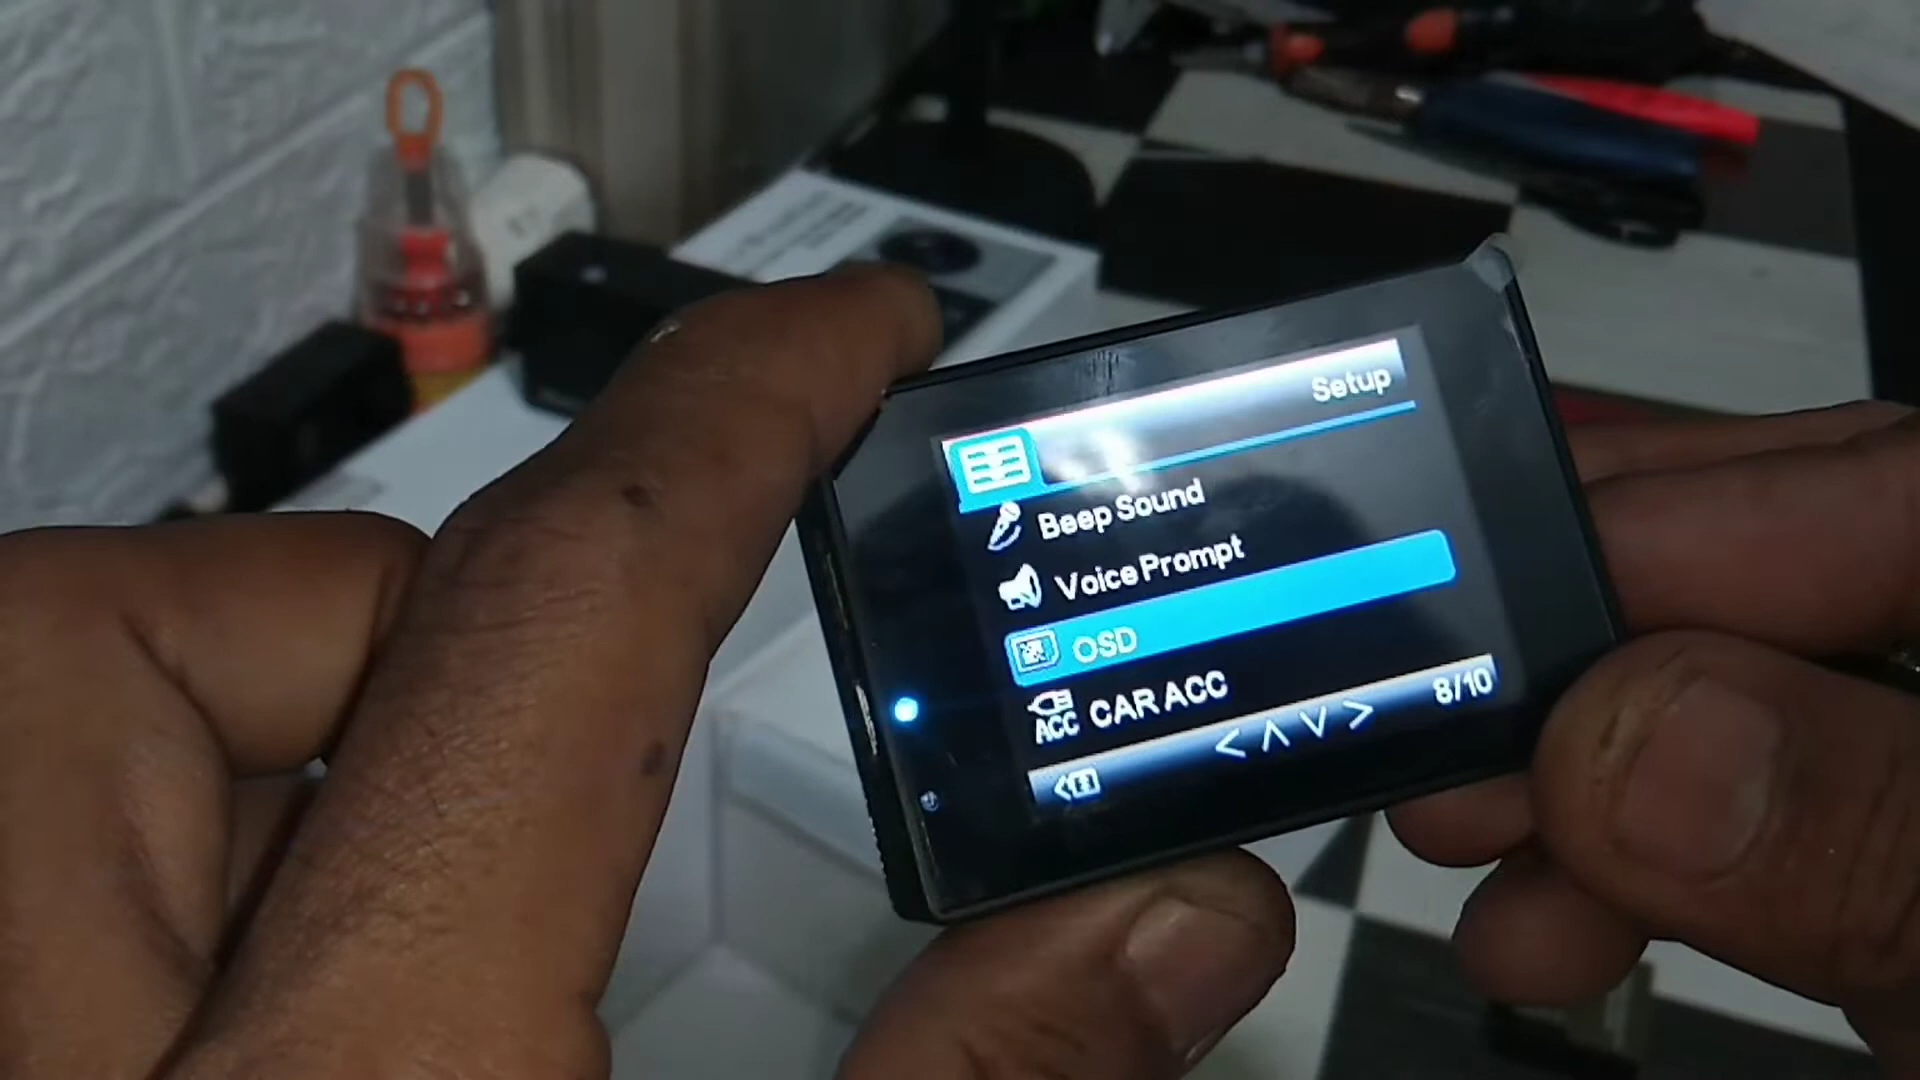 Setup
Beep Sound
Voice Prompt
OSD
ACC CAR ACC
< ∧ ∨ > 8/10